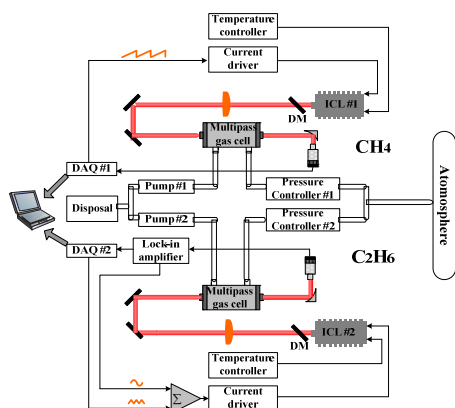 Temperature
controller
Current
driver
ICL #1
DM
Multipass
gas cell
CH4
DAQ #1
Pump #1
Pressure
Controller #1
Disposal
Pump #2
Pressure
Controller #2
Atomosphere
DAQ #2
Lock-in
amplifier
C2H6
Multipass
gas cell
ICL #2
DM
Temperature
controller
Σ
Current
driver